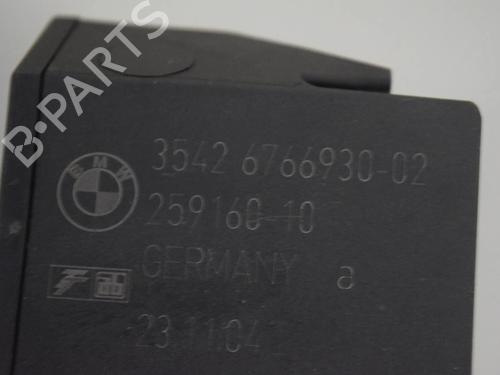 B-PARTS
BMW
3542 6766930-02
259160-10
GERMANY a
23.11.04